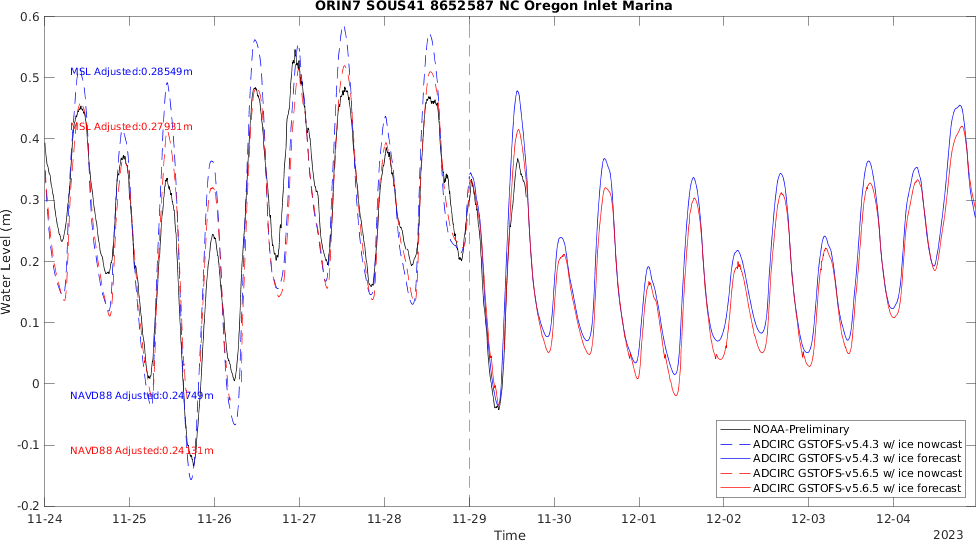 ORIN7 SOUS41 8652587 NC Oregon Inlet Marina
0.6
0.5
0.4
0.3
0.2
0.1
0
-0.1
-0.2
Water Level (m)
MSL Adjusted:0.28549m
MSL Adjusted:0.27931m
NAVD88 Adjusted:0.24749m
NAVD88 Adjusted:0.24131m
NOAA-Preliminary
ADCIRC GSTOFS-v5.4.3 w/ ice nowcast
ADCIRC GSTOFS-v5.4.3 w/ ice forecast
ADCIRC GSTOFS-v5.6.5 w/ ice nowcast
ADCIRC GSTOFS-v5.6.5 w/ ice forecast
11-24 11-25 11-26 11-27 11-28 11-29 11-30 12-01 12-02 12-03 12-04
Time
2023